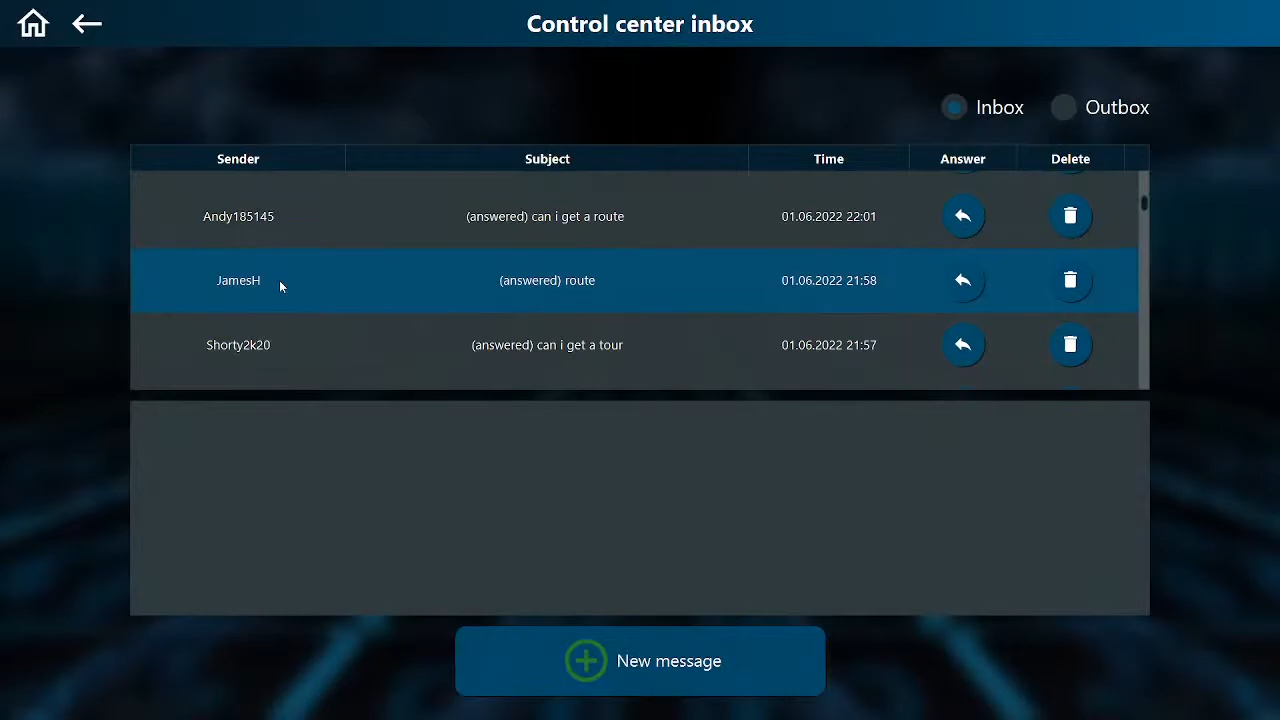 Control center inbox
Inbox Outbox
Sender Subject Time Answer Delete
Andy185145 (answered) can i get a route 01.06.2022 22:01
JamesH (answered) route 01.06.2022 21:58
Shorty2k20 (answered) can i get a tour 01.06.2022 21:57
New message